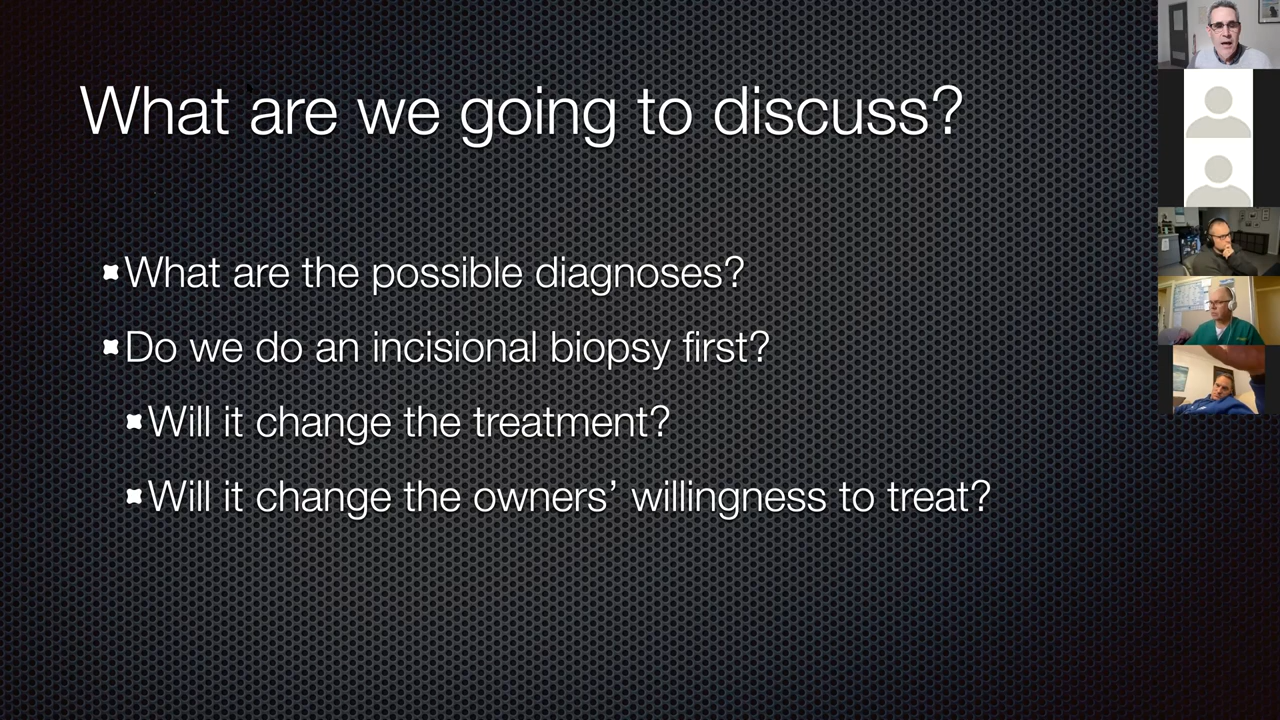 What are we going to discuss?
What are the possible diagnoses?
Do we do an incisional biopsy first?
Will it change the treatment?
Will it change the owners’ willingness to treat?